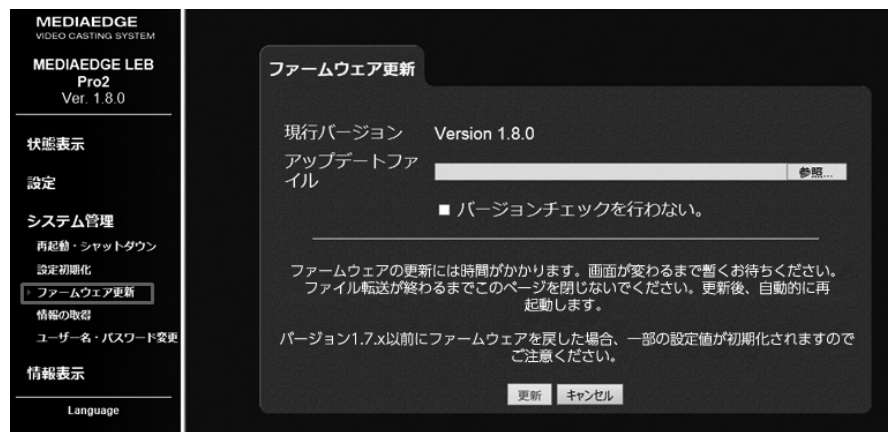 MEDIAEDGE
VIDEO CASTING SYSTEM
MEDIAEDGE LEB
Pro2
Ver. 1.8.0
状態表示
設定
システム管理
再起動・シャットダウン
設定初期化
ファームウェア更新
情報の取得
ユーザー名・パスワード変更
情報表示
Language
ファームウエア更新
現行バージョン Version 1.8.0
アップデートファ
イル
参照...
バージョンチェックを行わない。
ファームウェアの更新には時間がかかります。画面が変わるまで暫くお待ちください。
ファイル転送が終わるまでこのページを閉じないでください。更新後、自動的に再
起動します。
バージョン1.7.x以前にファームウェアを戻した場合、一部の設定値が初期化されますので
ご注意ください。
更新 キャンセル